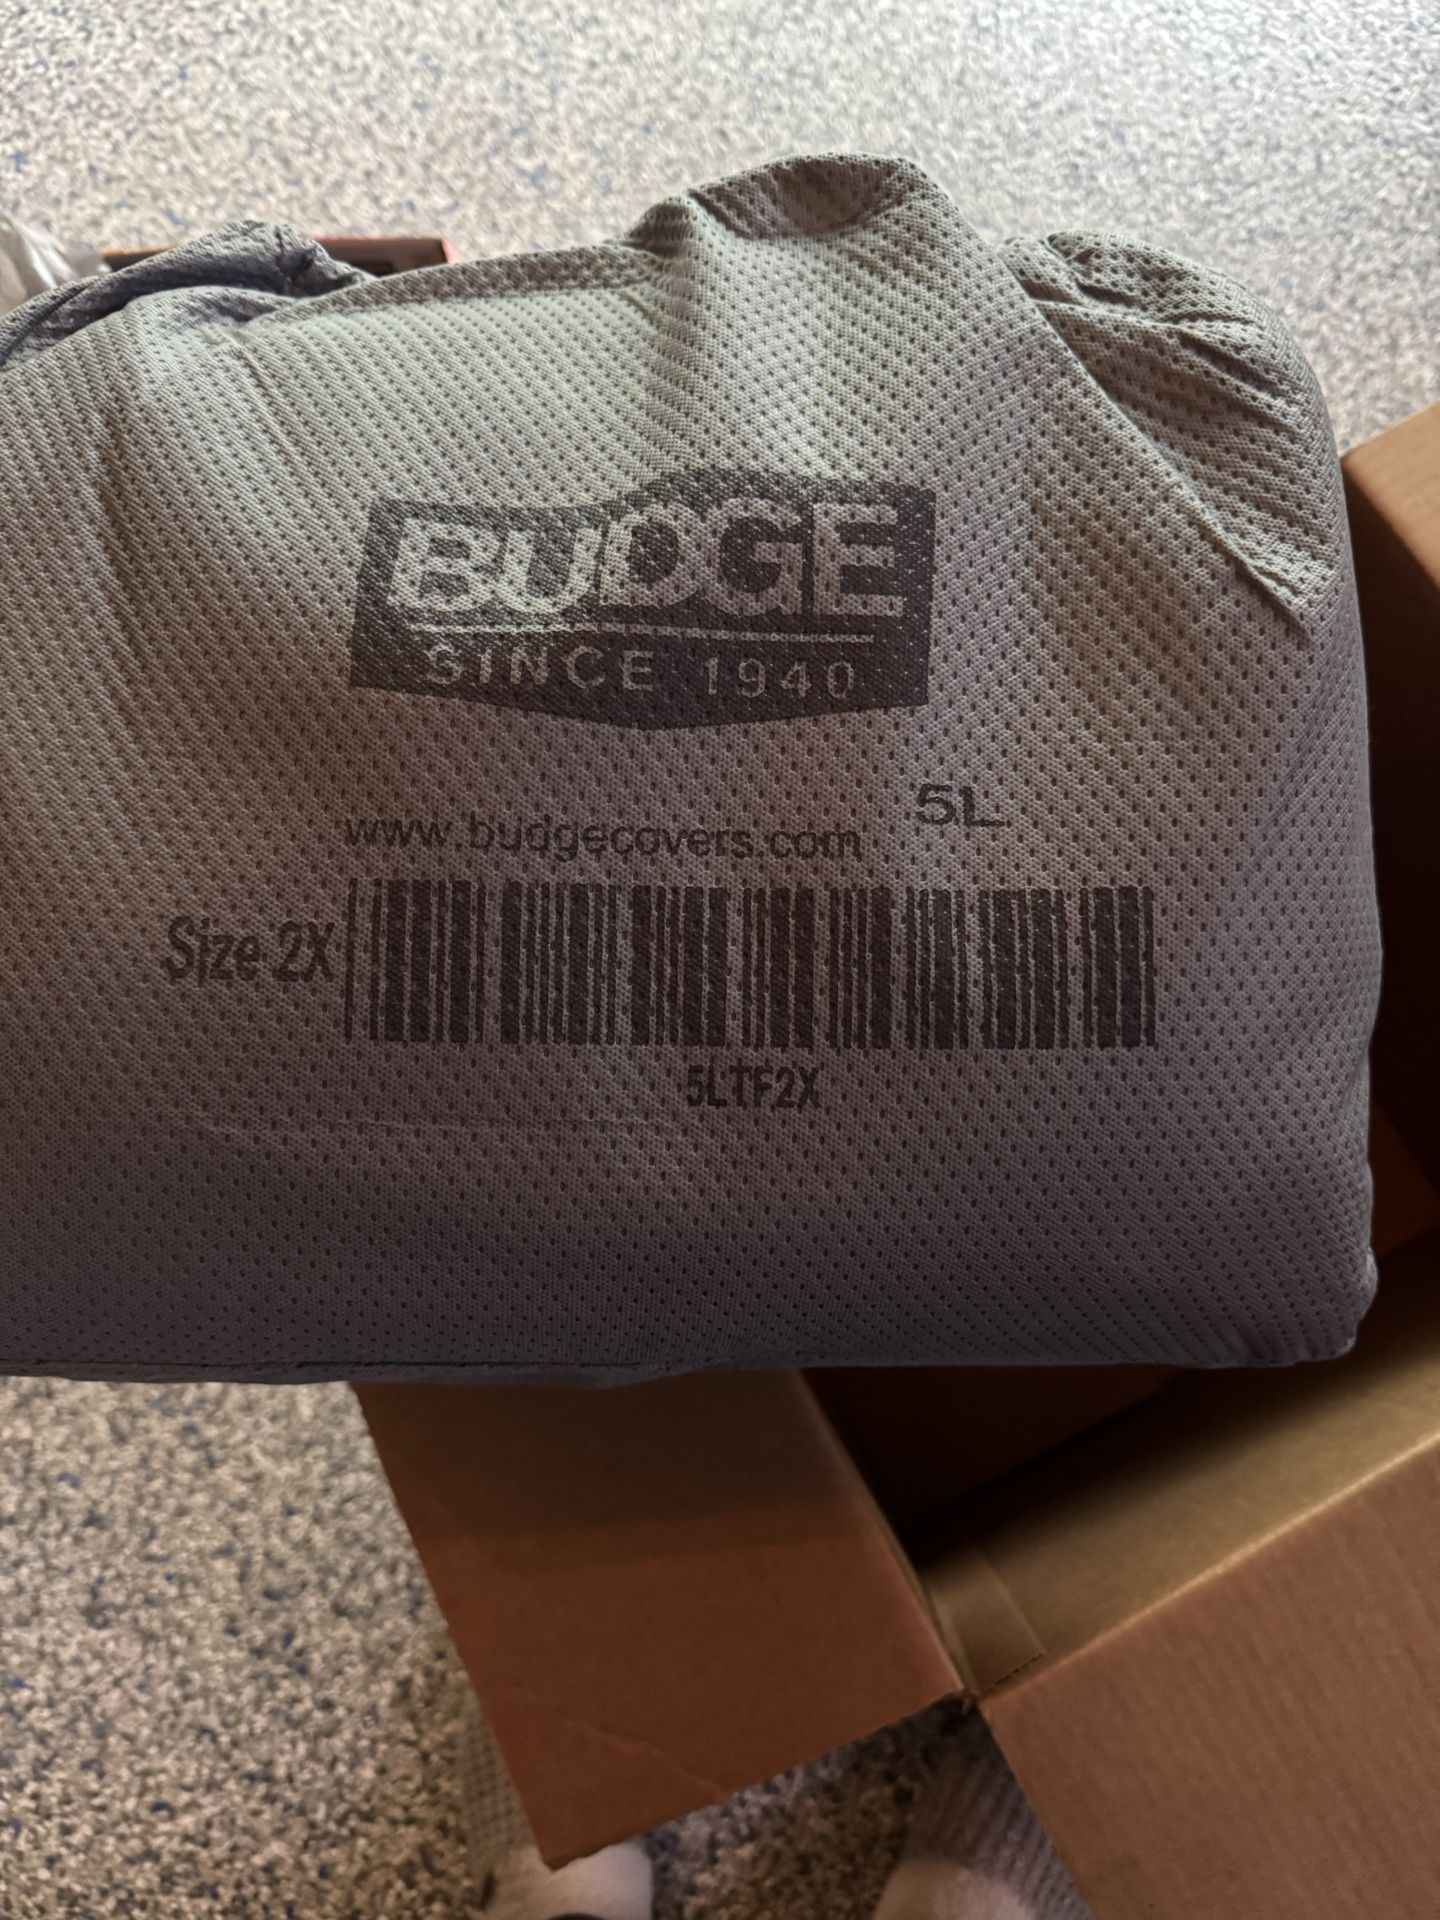 BUDGE
SINCE 1940
5L
www.budgecovers.com
Size 2X
5LTF2X